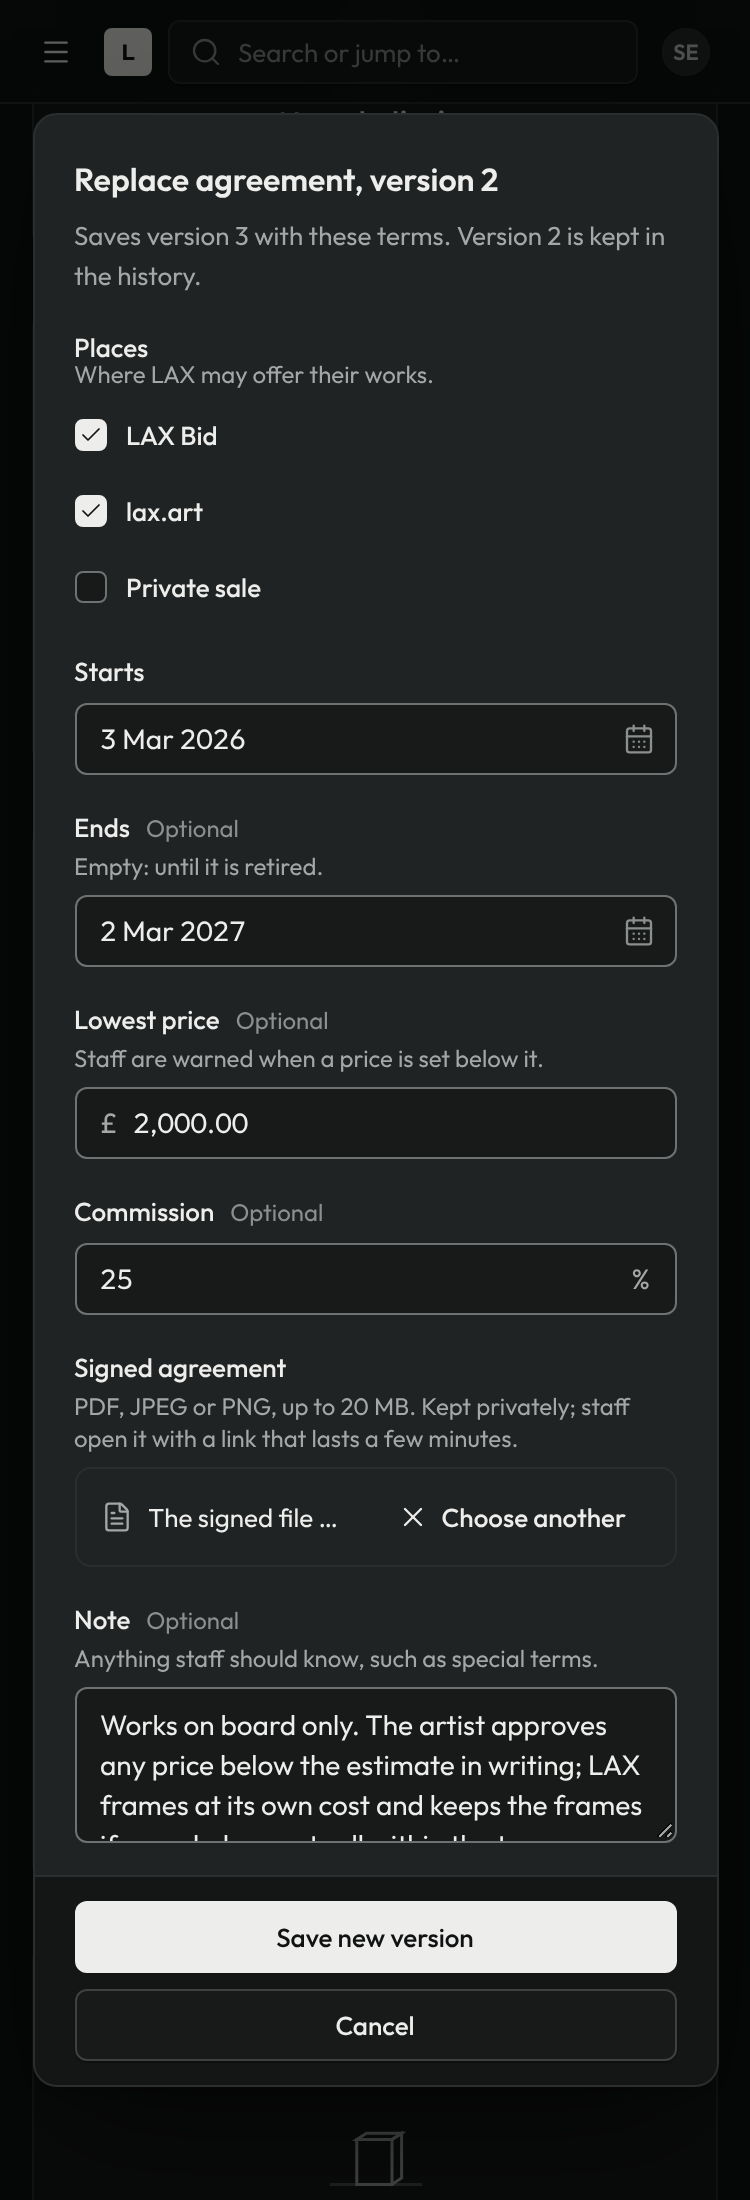 L
Search or jump to...
SE
Replace agreement, version 2
Saves version 3 with these terms. Version 2 is kept in
the history.
Places
Where LAX may offer their works.
LAX Bid
lax.art
Private sale
Starts
3 Mar 2026
Ends Optional
Empty: until it is retired.
2 Mar 2027
Lowest price Optional
Staff are warned when a price is set below it.
£ 2,000.00
Commission Optional
25 %
Signed agreement
PDF, JPEG or PNG, up to 20 MB. Kept privately; staff
open it with a link that lasts a few minutes.
The signed file ... Choose another
Note Optional
Anything staff should know, such as special terms.
Works on board only. The artist approves
any price below the estimate in writing; LAX
frames at its own cost and keeps the frames
Save new version
Cancel